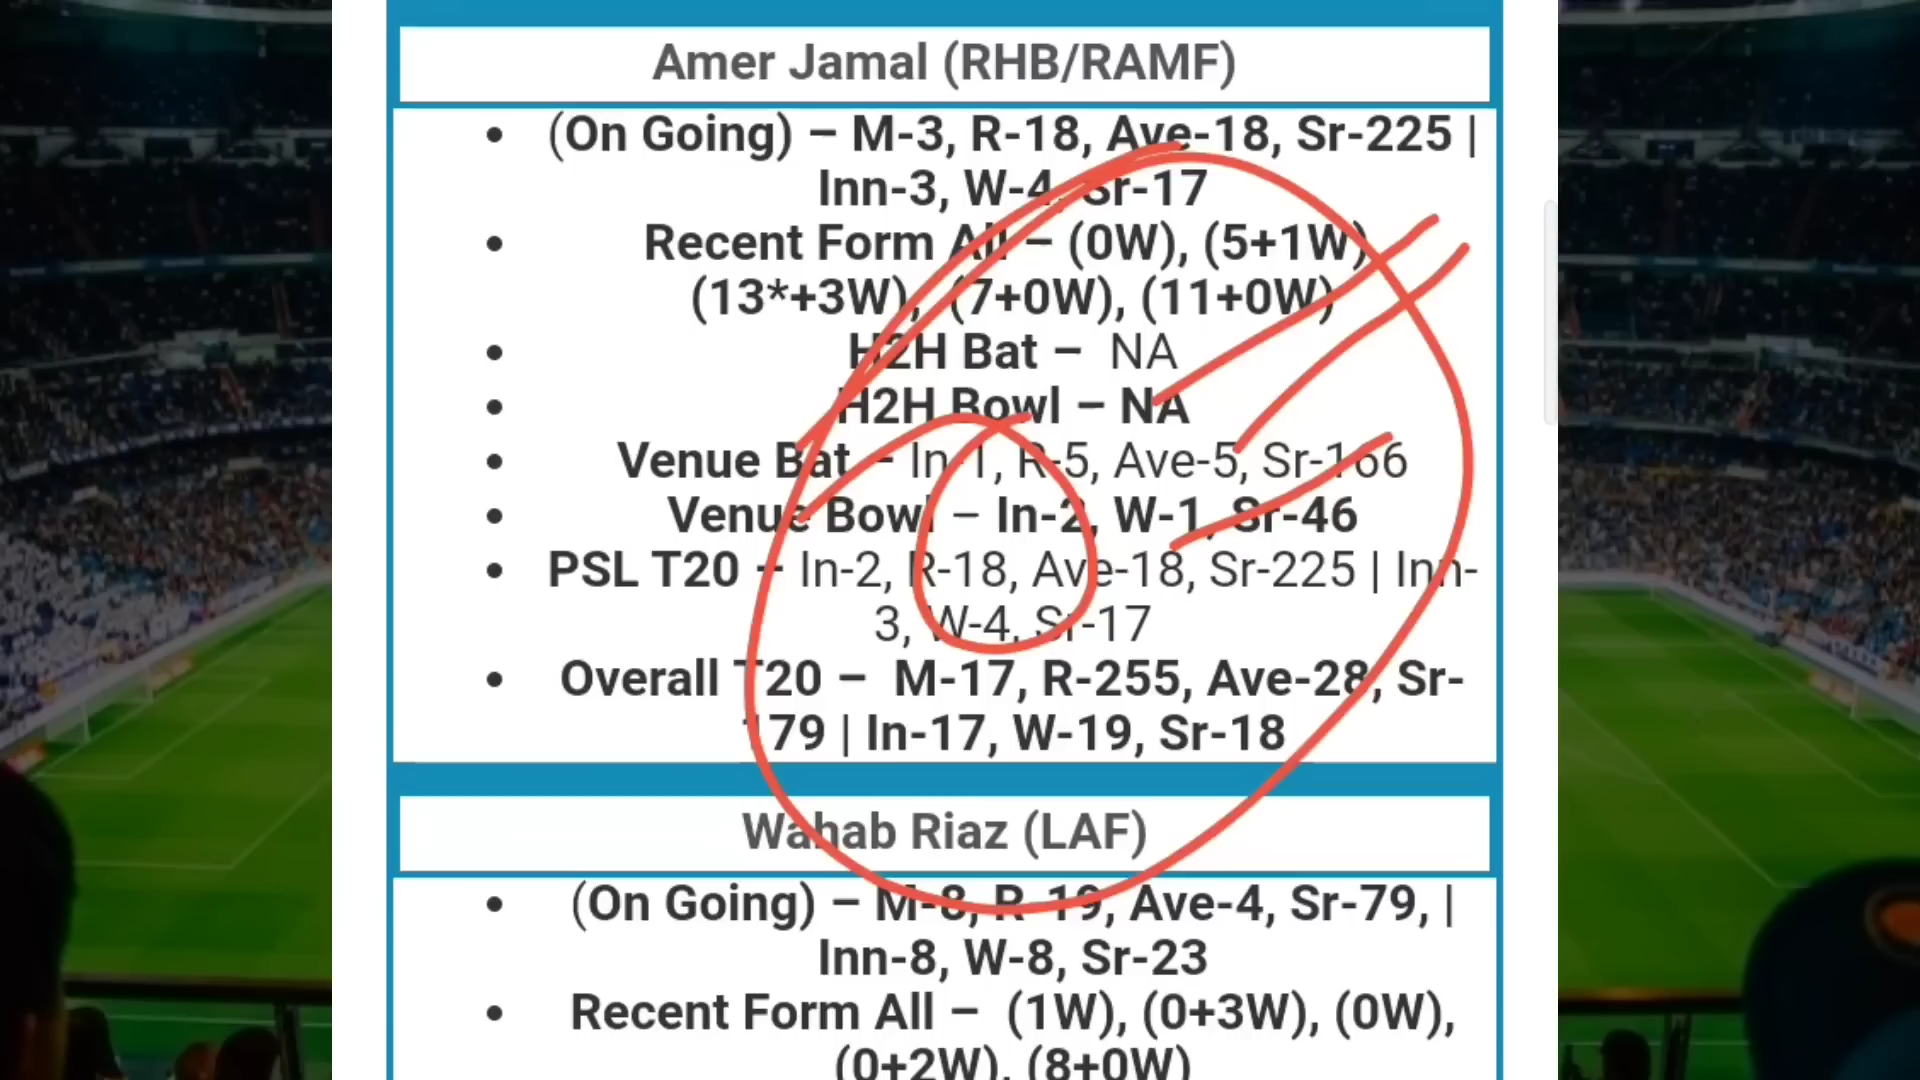 Amer Jamal (RHB/RAMF)
• (On Going) – M-3, R-18, Ave-18, Sr-225 |
Inn-3, W-4, Sr-17
• Recent Form All – (0W), (5+1W),
(13*+3W), (7+0W), (11+0W)
• H2H Bat – NA
• H2H Bowl – NA
• Venue Bat – In-1, R-5, Ave-5, Sr-166
• Venue Bowl – In-2, W-1, Sr-46
• PSL T20 – In-2, R-18, Ave-18, Sr-225 | Inn-
3, W-4, Sr-17
• Overall T20 – M-17, R-255, Ave-28, Sr-
179 | In-17, W-19, Sr-18
Wahab Riaz (LAF)
• (On Going) – M-8, R-19, Ave-4, Sr-79, |
Inn-8, W-8, Sr-23
• Recent Form All – (1W), (0+3W), (0W),
(0+2W), (8+0W)